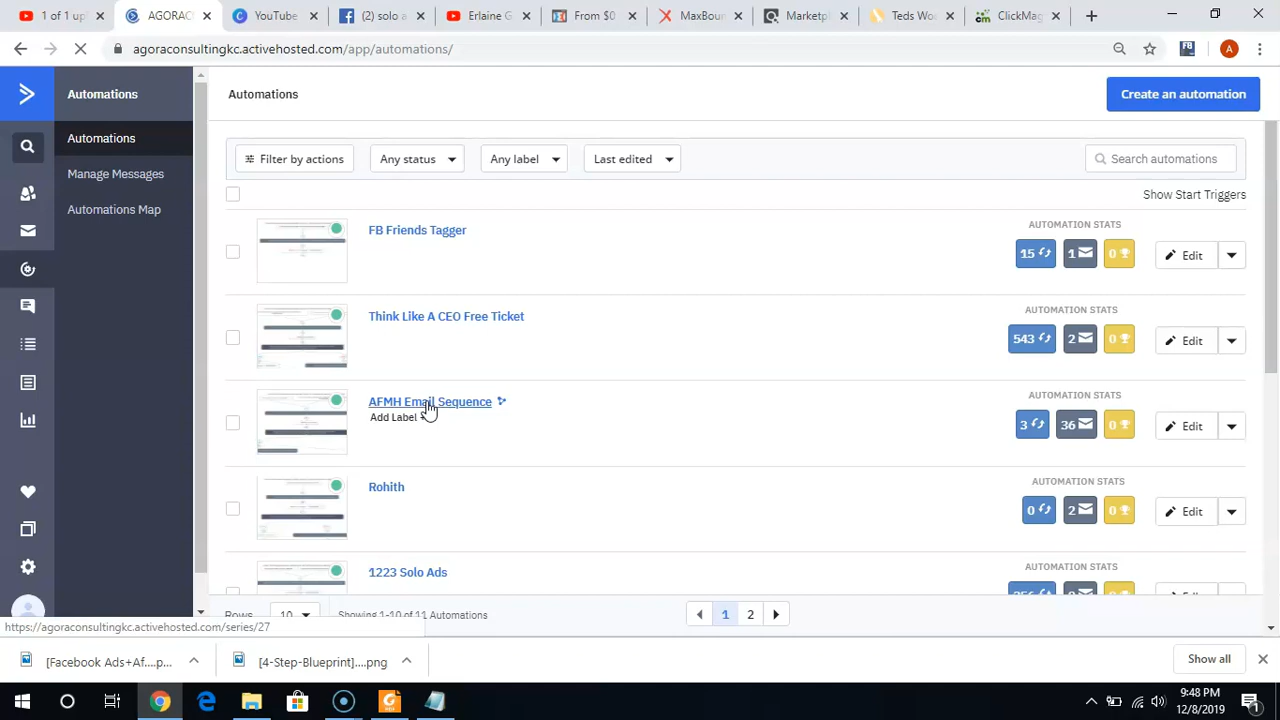 1 of 1 u
AGORAC
YouTube
(2) solo a
Erlaine G
From $0
MaxBoun
Marketpl
Teds Wo
ClickMag
agoraconsultingkc.activehosted.com/app/automations/
FB
A
Automations
Automations
Create an automation
Automations
Manage Messages
Automations Map
Filter by actions
Any status
Any label
Last edited
Search automations
Show Start Triggers
FB Friends Tagger
AUTOMATION STATS
15
1
0
Edit
Think Like A CEO Free Ticket
AUTOMATION STATS
543
2
0
Edit
AFMH Email Sequence
Add Label
AUTOMATION STATS
3
36
0
Edit
Rohith
AUTOMATION STATS
0
2
0
Edit
1223 Solo Ads
AUTOMATION STATS
Rows
10
Showing 1-10 of 11 Automations
1
2
https://agoraconsultingkc.activehosted.com/series/27
[Facebook Ads+Af....p...
[4-Step-Blueprint]....png
Show all
9:48 PM
12/8/2019
1